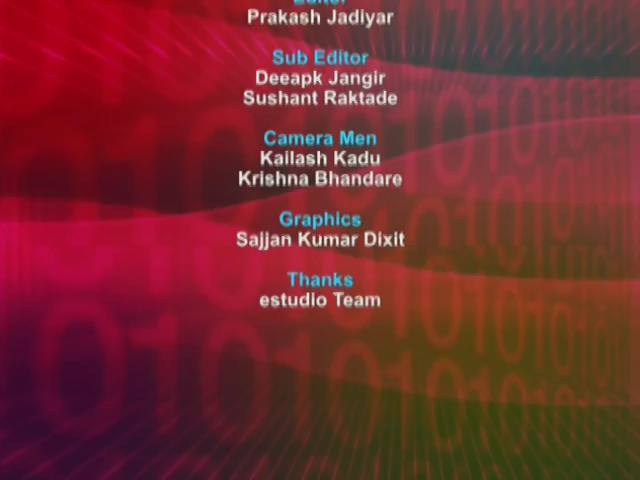 Editor
Prakash Jadiyar
Sub Editor
Deeapk Jangir
Sushant Raktade
Camera Men
Kailash Kadu
Krishna Bhandare
Graphics
Sajjan Kumar Dixit
Thanks
estudio Team